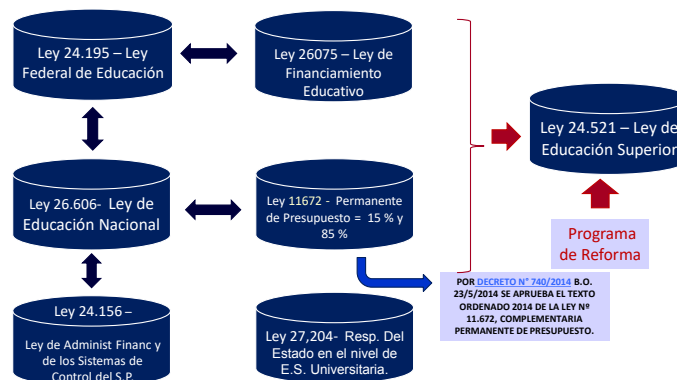 Ley 24.195 – Ley
Federal de Educación
Ley 26075 – Ley de
Financiamiento
Educativo
Ley 24.521 – Ley de
Educación Superior
Ley 26.606- Ley de
Educación Nacional
Ley 11672 - Permanente
de Presupuesto = 15 % y
85 %
Programa
de Reforma
POR DECRETO N° 740/2014 B.O.
23/5/2014 SE APRUEBA EL TEXTO
ORDENADO 2014 DE LA LEY Nº
11.672, COMPLEMENTARIA
PERMANENTE DE PRESUPUESTO.
Ley 24.156 –
Ley de Administ Financ y
de los Sistemas de
Control del S.P.
Ley 27,204- Resp. Del
Estado en el nivel de
E.S. Universitaria.